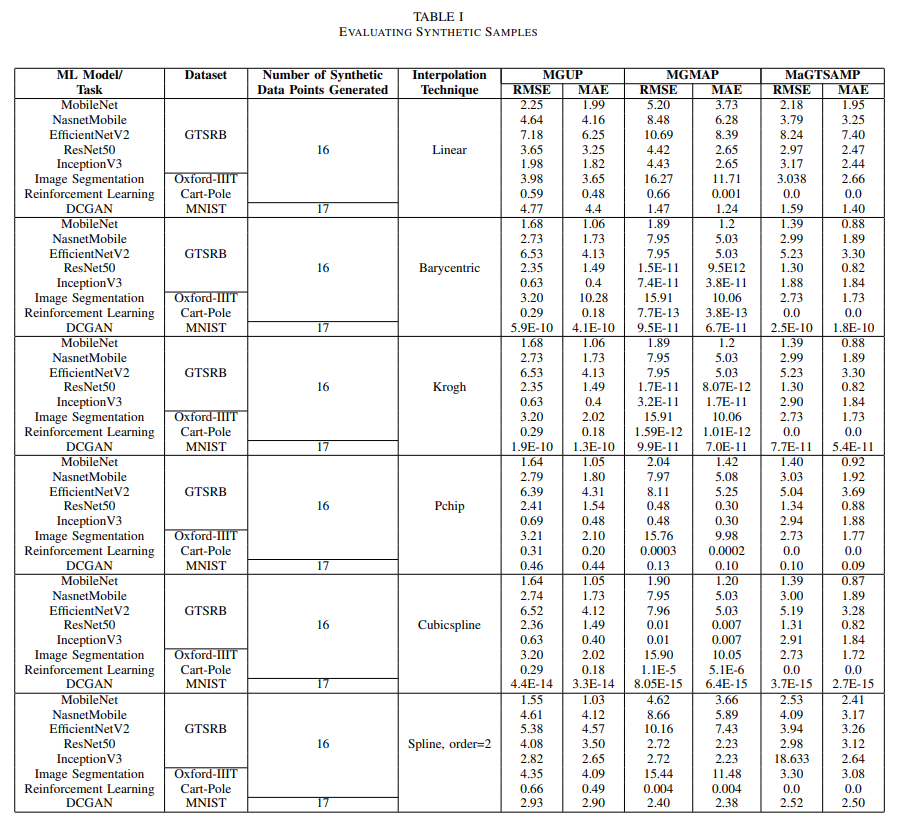 TABLE I
EVALUATING SYNTHETIC SAMPLES
ML Model/ Dataset Number of Synthetic Interpolation MGUP MGMAP MaGTSAMP
Task Data Points Generated Technique RMSE MAE RMSE MAE RMSE MAE
MobileNet 2.25 1.99 5.20 3.73 2.18 1.95
NasnetMobile 4.64 4.16 8.48 6.28 3.79 3.25
EfficientNetV2 GTSRB 7.18 6.25 10.69 8.39 8.24 7.40
ResNet50 16 Linear 3.65 3.25 4.42 2.65 2.97 2.47
InceptionV3 1.98 1.82 4.43 2.65 3.17 2.44
Image Segmentation Oxford-IIIT 3.98 3.65 16.27 11.71 3.038 2.66
Reinforcement Learning Cart-Pole 0.59 0.48 0.66 0.001 0.0 0.0
DCGAN MNIST 17 4.77 4.4 1.47 1.24 1.59 1.40
MobileNet 1.68 1.06 1.89 1.2 1.39 0.88
NasnetMobile 2.73 1.73 7.95 5.03 2.99 1.89
EfficientNetV2 GTSRB 6.53 4.13 7.95 5.03 5.23 3.30
ResNet50 16 Barycentric 2.35 1.49 1.5E-11 9.5E12 1.30 0.82
InceptionV3 0.63 0.4 7.4E-11 3.8E-11 1.88 1.84
Image Segmentation Oxford-IIIT 3.20 10.28 15.91 10.06 2.73 1.73
Reinforcement Learning Cart-Pole 0.29 0.18 7.7E-13 3.8E-13 0.0 0.0
DCGAN MNIST 17 5.9E-10 4.1E-10 9.5E-11 6.7E-11 2.5E-10 1.8E-10
MobileNet 1.68 1.06 1.89 1.2 1.39 0.88
NasnetMobile 2.73 1.73 7.95 5.03 2.99 1.89
EfficientNetV2 GTSRB 6.53 4.13 7.95 5.03 5.23 3.30
ResNet50 16 Krogh 2.35 1.49 1.7E-11 8.07E-12 1.30 0.82
InceptionV3 0.63 0.4 3.2E-11 1.7E-11 2.90 1.84
Image Segmentation Oxford-IIIT 3.20 2.02 15.91 10.06 2.73 1.73
Reinforcement Learning Cart-Pole 0.29 0.18 1.59E-12 1.01E-12 0.0 0.0
DCGAN MNIST 17 1.9E-10 1.3E-10 9.9E-11 7.0E-11 7.7E-11 5.4E-11
MobileNet 1.64 1.05 2.04 1.42 1.40 0.92
NasnetMobile 2.79 1.80 7.97 5.08 3.03 1.92
EfficientNetV2 GTSRB 6.39 4.31 8.11 5.25 5.04 3.69
ResNet50 16 Pchip 2.41 1.54 0.48 0.30 1.34 0.88
InceptionV3 0.69 0.48 0.48 0.30 2.94 1.88
Image Segmentation Oxford-IIIT 3.21 2.10 15.76 9.98 2.73 1.77
Reinforcement Learning Cart-Pole 0.31 0.20 0.0003 0.0002 0.0 0.0
DCGAN MNIST 17 0.46 0.44 0.13 0.10 0.10 0.09
MobileNet 1.64 1.05 1.90 1.20 1.39 0.87
NasnetMobile 2.74 1.73 7.95 5.03 3.00 1.89
EfficientNetV2 GTSRB 6.52 4.12 7.96 5.03 5.19 3.28
ResNet50 16 Cubicspline 2.36 1.49 0.01 0.007 1.31 0.82
InceptionV3 0.63 0.40 0.01 0.007 2.91 1.84
Image Segmentation Oxford-IIIT 3.20 2.02 15.90 10.05 2.73 1.72
Reinforcement Learning Cart-Pole 0.29 0.18 1.1E-5 5.1E-6 0.0 0.0
DCGAN MNIST 17 4.4E-14 3.3E-14 8.05E-15 6.4E-15 3.7E-15 2.7E-15
MobileNet 1.55 1.03 4.62 3.66 2.53 2.41
NasnetMobile 4.61 4.12 8.66 5.89 4.09 3.17
EfficientNetV2 GTSRB 5.38 4.57 10.16 7.43 3.94 3.26
ResNet50 16 Spline, order=2 4.08 3.50 2.72 2.23 2.98 3.12
InceptionV3 2.82 2.65 2.72 2.23 18.633 2.64
Image Segmentation Oxford-IIIT 4.35 4.09 15.44 11.48 3.30 3.08
Reinforcement Learning Cart-Pole 0.66 0.49 0.004 0.004 0.0 0.0
DCGAN MNIST 17 2.93 2.90 2.40 2.38 2.52 2.50